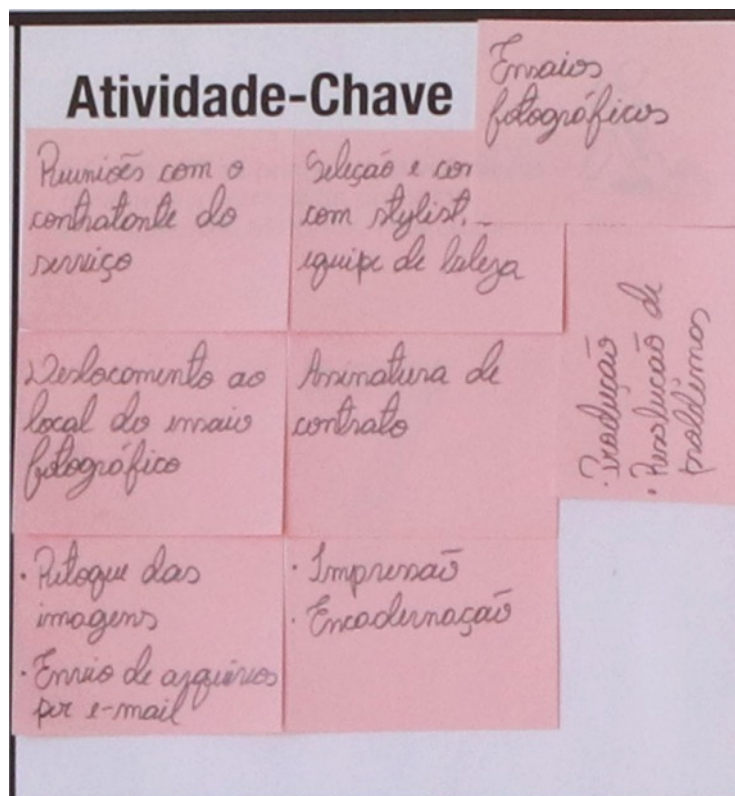 Atividade-Chave
Ensaios
fotográficos
Reuniões com o
contratante do
serviço
Seleção e con
com stylist,
equipe de beleza
Deslocamento ao
local do ensaio
fotográfico
Assinatura de
contrato
· Produção
· Resolução de
problemas
· Retoque das
imagens
· Envio de arquivos
por e-mail
· Impressão
· Encadernação